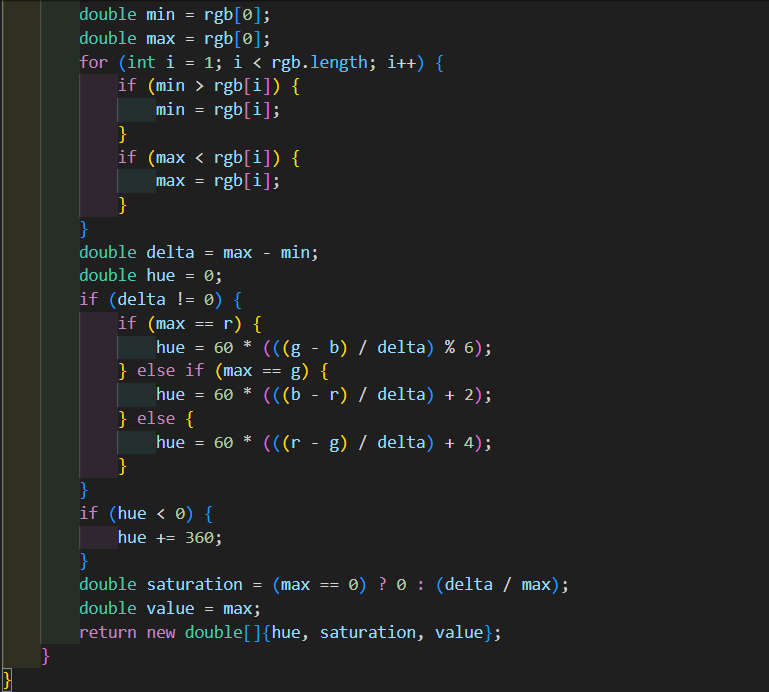 double min = rgb[0];
double max = rgb[0];
for (int i = 1; i < rgb.length; i++) {
if (min > rgb[i]) {
min = rgb[i];
}
if (max < rgb[i]) {
max = rgb[i];
}
}
double delta = max - min;
double hue = 0;
if (delta != 0) {
if (max == r) {
hue = 60 * (((g - b) / delta) % 6);
} else if (max == g) {
hue = 60 * (((b - r) / delta) + 2);
} else {
hue = 60 * (((r - g) / delta) + 4);
}
}
if (hue < 0) {
hue += 360;
}
double saturation = (max == 0) ? 0 : (delta / max);
double value = max;
return new double[]{hue, saturation, value};
}
}